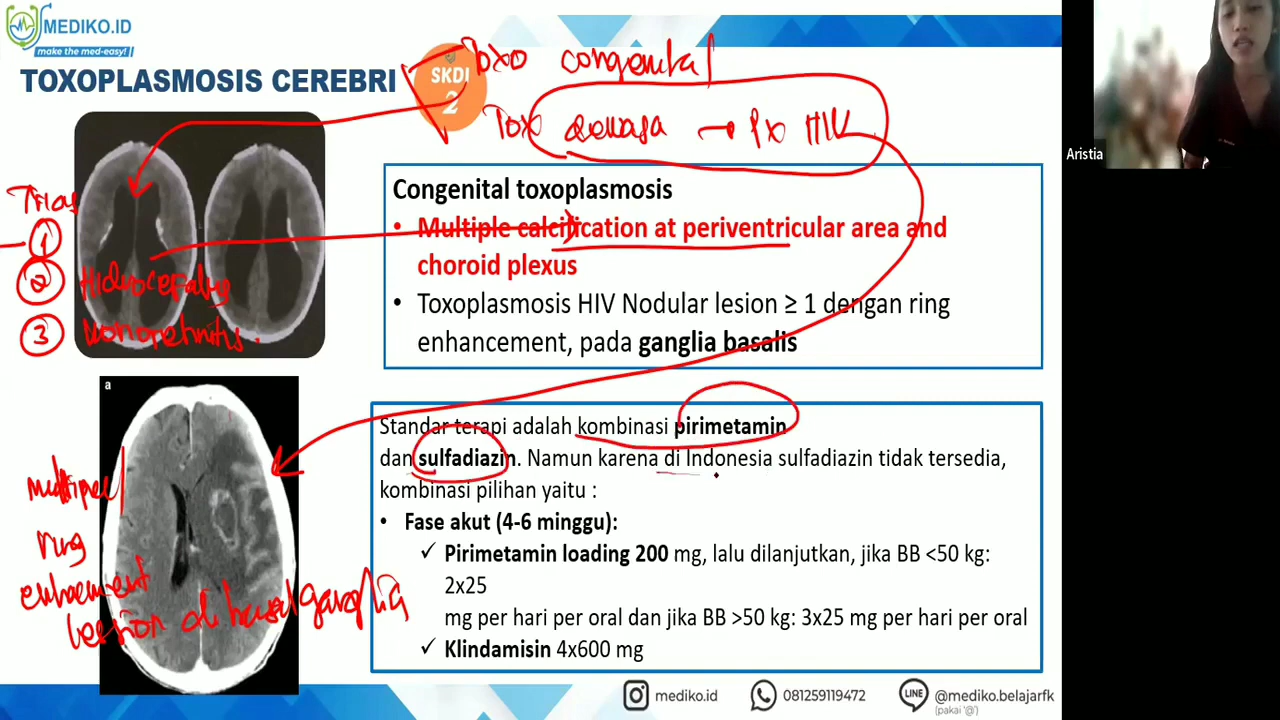 MEDIKO.ID
make the med-easy!
TOXOPLASMOSIS CEREBRI
SKDI
2
Toxo congenital
Tox dewasa → Px HIV
Aristia
Congenital toxoplasmosis
• Multiple calcification at periventricular area and
choroid plexus
• Toxoplasmosis HIV Nodular lesion ≥ 1 dengan ring
enhancement, pada ganglia basalis
Trias
1
2 Hidrocefalus
3
a
multipel
ring
lesion di basal ganglia
Standar terapi adalah kombinasi pirimetamin
dan sulfadiazin. Namun karena di Indonesia sulfadiazin tidak tersedia,
kombinasi pilihan yaitu :
• Fase akut (4-6 minggu):
✓ Pirimetamin loading 200 mg, lalu dilanjutkan, jika BB <50 kg:
2x25
mg per hari per oral dan jika BB >50 kg: 3x25 mg per hari per oral
✓ Klindamisin 4x600 mg
mediko.id
081259119472
LINE
@mediko.belajarfk
(pakai '@')